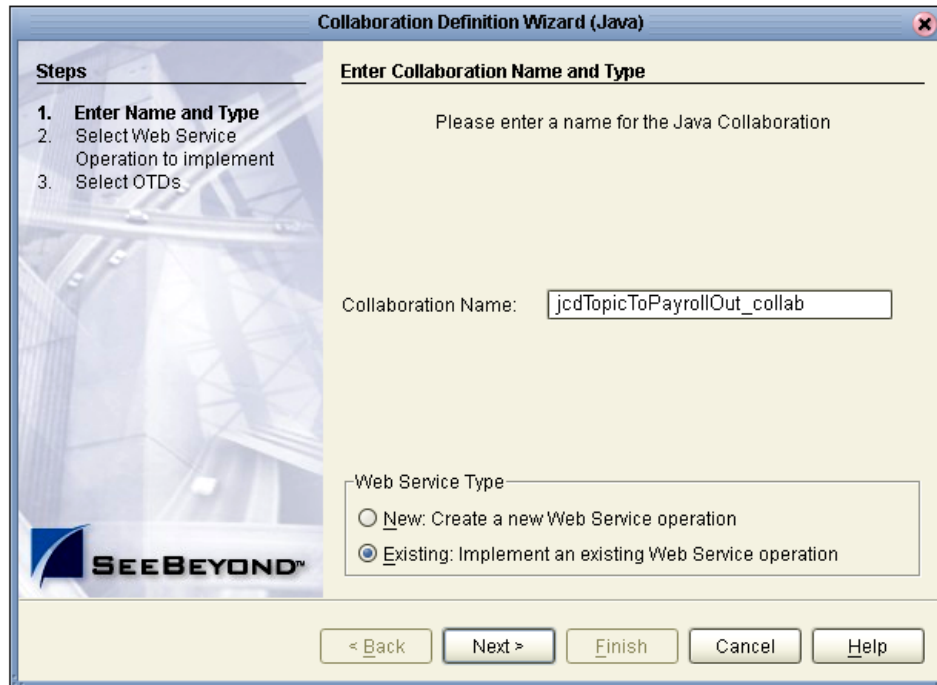 Collaboration Definition Wizard (Java)
Steps
1. Enter Name and Type
2. Select Web Service
Operation to implement
3. Select OTDs
Enter Collaboration Name and Type
Please enter a name for the Java Collaboration
Collaboration Name: jcdTopicToPayrollOut_collab
Web Service Type
New: Create a new Web Service operation
Existing: Implement an existing Web Service operation
SEEBEYOND™
< Back
Next >
Finish
Cancel
Help